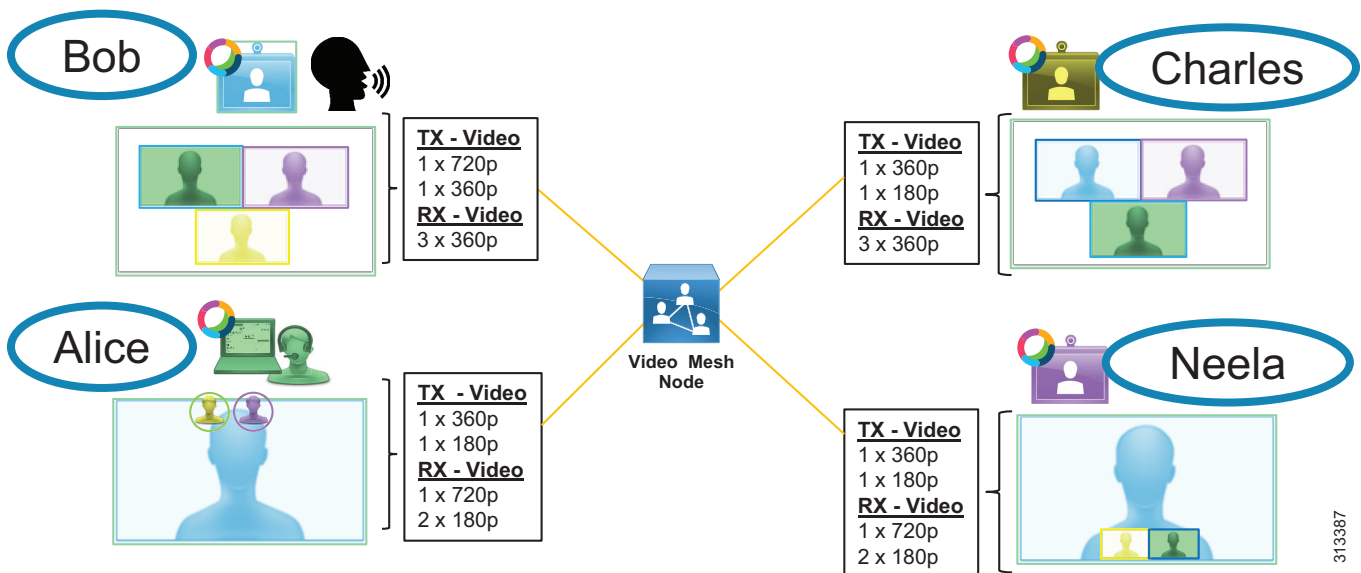 Bob
TX - Video
1 x 720p
1 x 360p
RX - Video
3 x 360p
Charles
TX - Video
1 x 360p
1 x 180p
RX - Video
3 x 360p
Video Mesh
Node
Alice
TX - Video
1 x 360p
1 x 180p
RX - Video
1 x 720p
2 x 180p
Neela
TX - Video
1 x 360p
1 x 180p
RX - Video
1 x 720p
2 x 180p
313387